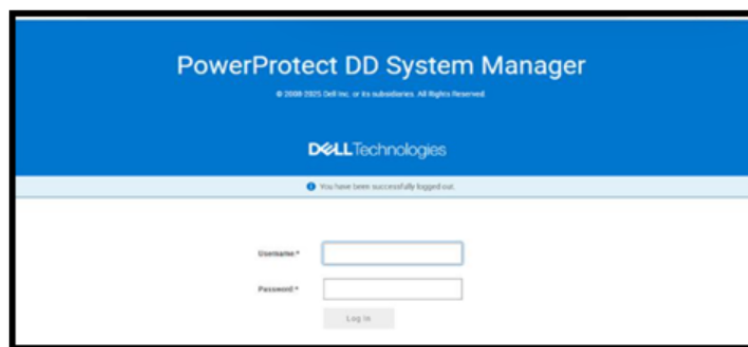 PowerProtect DD System Manager
© 2008-2025 Dell Inc. or its subsidiaries. All Rights Reserved.
DELLTechnologies
You have been successfully logged out.
Username *
Password *
Log In